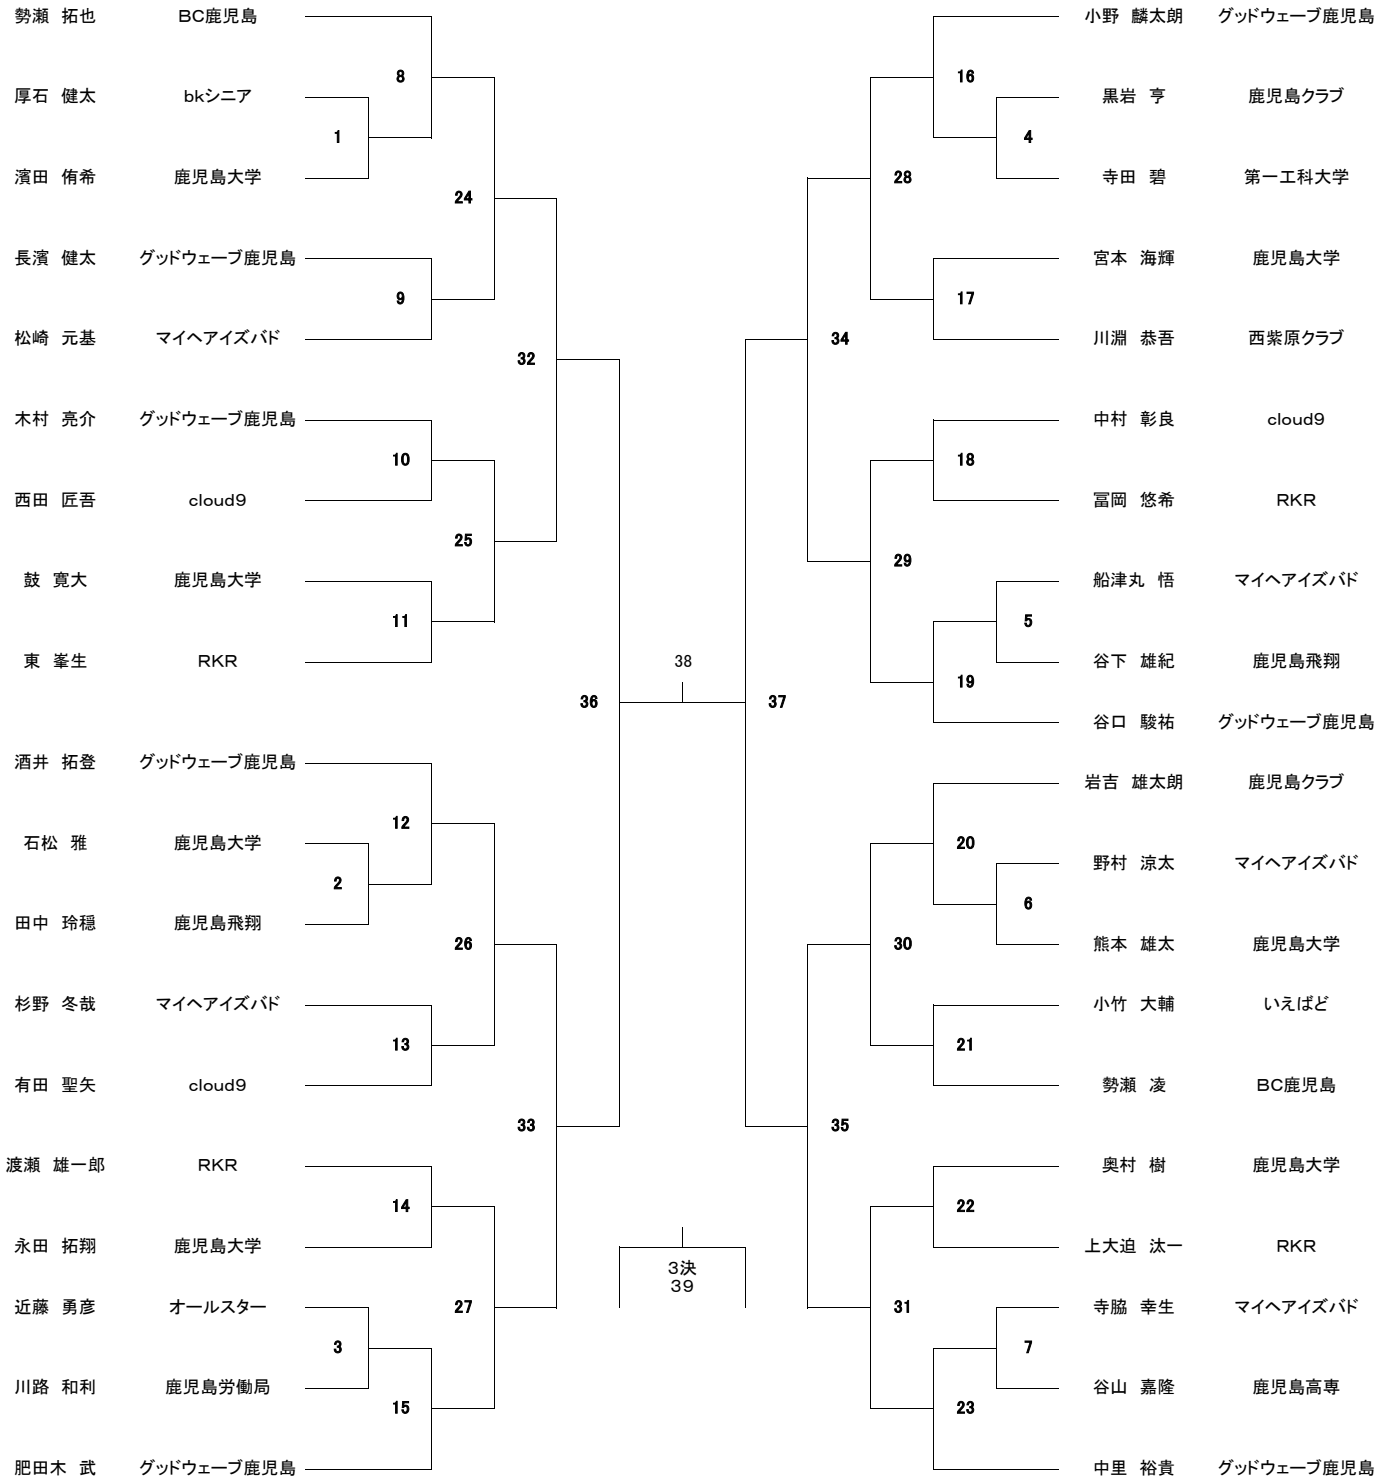 勢瀬 拓也 BC鹿児島
8
厚石 健太 bkシニア
1
濱田 侑希 鹿児島大学
24
長濱 健太 グッドウェーブ鹿児島
9
松崎 元基 マイヘアイズバド
32
木村 亮介 グッドウェーブ鹿児島
10
西田 匠吾 cloud9
25
鼓 寛大 鹿児島大学
11
東 峯生 RKR
36
酒井 拓登 グッドウェーブ鹿児島
12
石松 雅 鹿児島大学
2
田中 玲穏 鹿児島飛翔
26
杉野 冬哉 マイヘアイズバド
13
有田 聖矢 cloud9
33
渡瀬 雄一郎 RKR
14
永田 拓翔 鹿児島大学
近藤 勇彦 オールスター
27
3
川路 和利 鹿児島労働局
15
肥田木 武 グッドウェーブ鹿児島
38
3決
39
小野 麟太朗 グッドウェーブ鹿児島
16
黒岩 亨 鹿児島クラブ
4
寺田 碧 第一工科大学
28
宮本 海輝 鹿児島大学
17
川淵 恭吾 西紫原クラブ
34
中村 彰良 cloud9
18
冨岡 悠希 RKR
29
船津丸 悟 マイヘアイズバド
5
谷下 雄紀 鹿児島飛翔
19
37
谷口 駿祐 グッドウェーブ鹿児島
岩吉 雄太朗 鹿児島クラブ
20
野村 涼太 マイヘアイズバド
6
熊本 雄太 鹿児島大学
30
小竹 大輔 いえばど
21
勢瀬 凌 BC鹿児島
35
奥村 樹 鹿児島大学
22
上大迫 汰一 RKR
寺脇 幸生 マイヘアイズバド
31
7
谷山 嘉隆 鹿児島高専
23
中里 裕貴 グッドウェーブ鹿児島